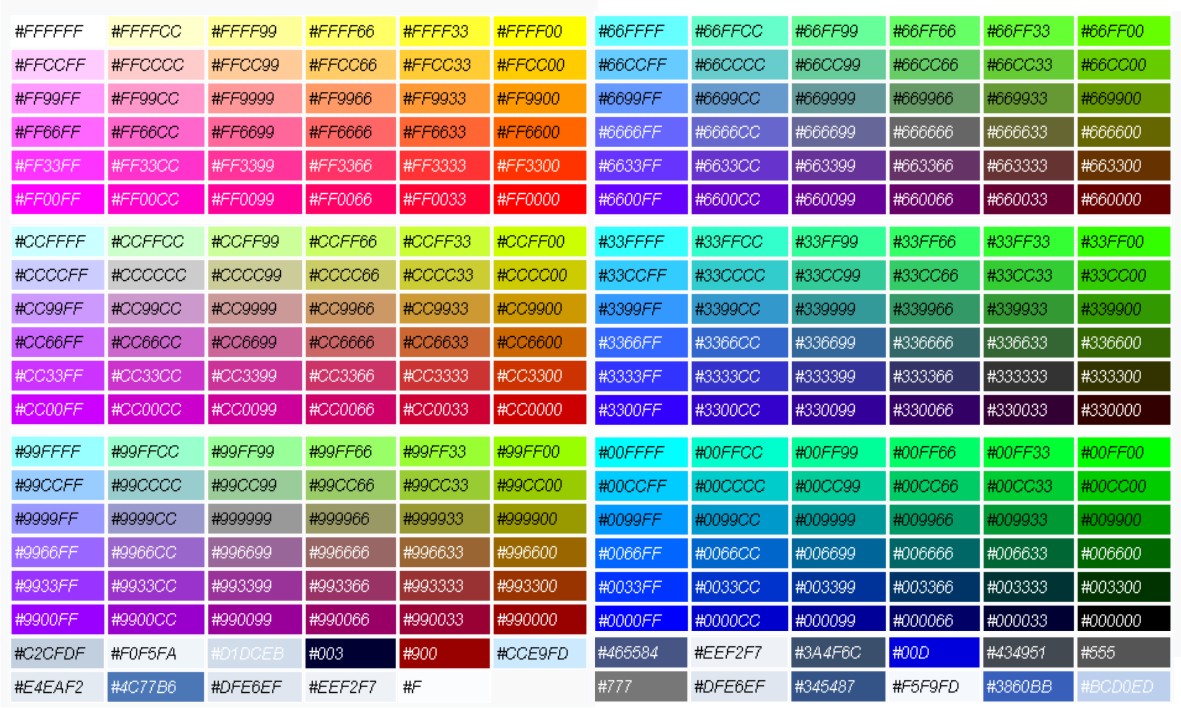 #FFFFFF #FFFFCC #FFFF99 #FFFF66 #FFFF33 #FFFF00 #66FFFF #66FFCC #66FF99 #66FF66 #66FF33 #66FF00
#FFCCFF #FFCCCC #FFCC99 #FFCC66 #FFCC33 #FFCC00 #66CCFF #66CCCC #66CC99 #66CC66 #66CC33 #66CC00
#FF99FF #FF99CC #FF9999 #FF9966 #FF9933 #FF9900 #6699FF #6699CC #669999 #669966 #669933 #669900
#FF66FF #FF66CC #FF6699 #FF6666 #FF6633 #FF6600 #6666FF #6666CC #666699 #666666 #666633 #666600
#FF33FF #FF33CC #FF3399 #FF3366 #FF3333 #FF3300 #6633FF #6633CC #663399 #663366 #663333 #663300
#FF00FF #FF00CC #FF0099 #FF0066 #FF0033 #FF0000 #6600FF #6600CC #660099 #660066 #660033 #660000
#CCFFFF #CCFFCC #CCFF99 #CCFF66 #CCFF33 #CCFF00 #33FFFF #33FFCC #33FF99 #33FF66 #33FF33 #33FF00
#CCCCFF #CCCCCC #CCCC99 #CCCC66 #CCCC33 #CCCC00 #33CCFF #33CCCC #33CC99 #33CC66 #33CC33 #33CC00
#CC99FF #CC99CC #CC9999 #CC9966 #CC9933 #CC9900 #3399FF #3399CC #339999 #339966 #339933 #339900
#CC66FF #CC66CC #CC6699 #CC6666 #CC6633 #CC6600 #3366FF #3366CC #336699 #336666 #336633 #336600
#CC33FF #CC33CC #CC3399 #CC3366 #CC3333 #CC3300 #3333FF #3333CC #333399 #333366 #333333 #333300
#CC00FF #CC00CC #CC0099 #CC0066 #CC0033 #CC0000 #3300FF #3300CC #330099 #330066 #330033 #330000
#99FFFF #99FFCC #99FF99 #99FF66 #99FF33 #99FF00 #00FFFF #00FFCC #00FF99 #00FF66 #00FF33 #00FF00
#99CCFF #99CCCC #99CC99 #99CC66 #99CC33 #99CC00 #00CCFF #00CCCC #00CC99 #00CC66 #00CC33 #00CC00
#9999FF #9999CC #999999 #999966 #999933 #999900 #0099FF #0099CC #009999 #009966 #009933 #009900
#9966FF #9966CC #996699 #996666 #996633 #996600 #0066FF #0066CC #006699 #006666 #006633 #006600
#9933FF #9933CC #993399 #993366 #993333 #993300 #0033FF #0033CC #003399 #003366 #003333 #003300
#9900FF #9900CC #990099 #990066 #990033 #990000 #0000FF #0000CC #000099 #000066 #000033 #000000
#C2CFDF #F0F5FA #D1DCEB #003 #900 #CCE9FD #465584 #EEF2F7 #3A4F6C #00D #434951 #555
#E4EAF2 #4C77B6 #DFE6EF #EEF2F7 #F #777 #DFE6EF #345487 #F5F9FD #3860BB #BCD0ED